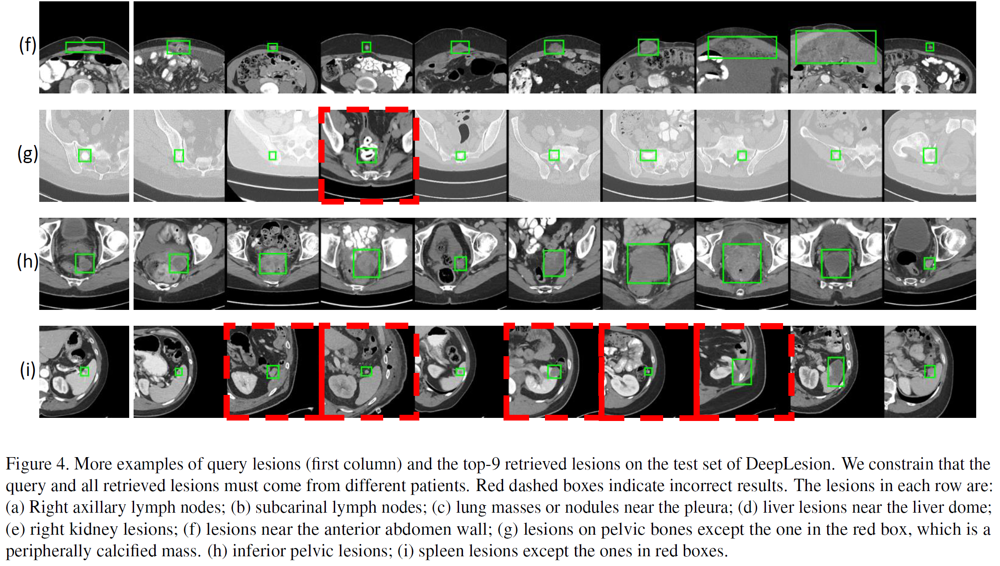 (f)
(g)
(h)
(i)
Figure 4. More examples of query lesions (first column) and the top-9 retrieved lesions on the test set of DeepLesion. We constrain that the
query and all retrieved lesions must come from different patients. Red dashed boxes indicate incorrect results. The lesions in each row are:
(a) Right axillary lymph nodes; (b) subcarinal lymph nodes; (c) lung masses or nodules near the pleura; (d) liver lesions near the liver dome;
(e) right kidney lesions; (f) lesions near the anterior abdomen wall; (g) lesions on pelvic bones except the one in the red box, which is a
peripherally calcified mass. (h) inferior pelvic lesions; (i) spleen lesions except the ones in red boxes.